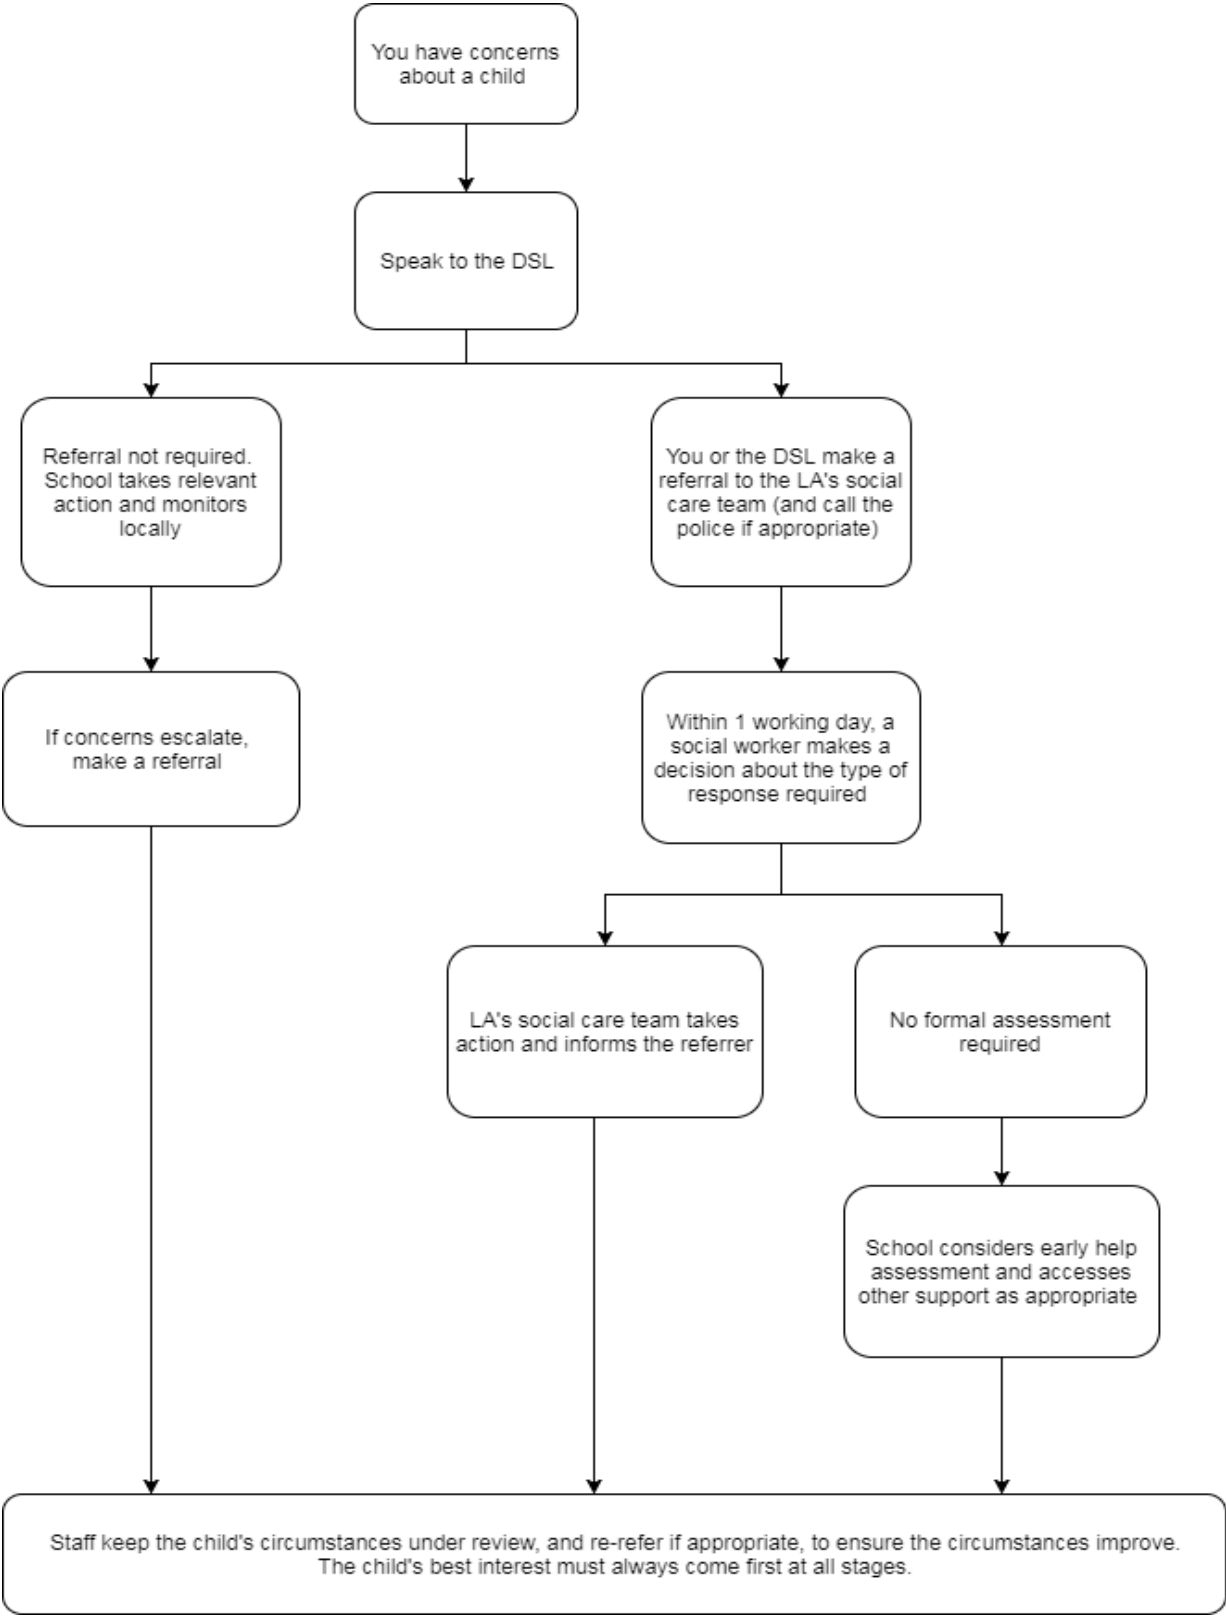 You have concerns
about a child
Speak to the DSL
Referral not required.
School takes relevant
action and monitors
locally
You or the DSL make a
referral to the LA's social
care team (and call the
police if appropriate)
If concerns escalate,
make a referral
Within 1 working day, a
social worker makes a
decision about the type of
response required
LA's social care team takes
action and informs the referrer
No formal assessment
required
School considers early help
assessment and accesses
other support as appropriate
Staff keep the child's circumstances under review, and re-refer if appropriate, to ensure the circumstances improve.
The child's best interest must always come first at all stages.